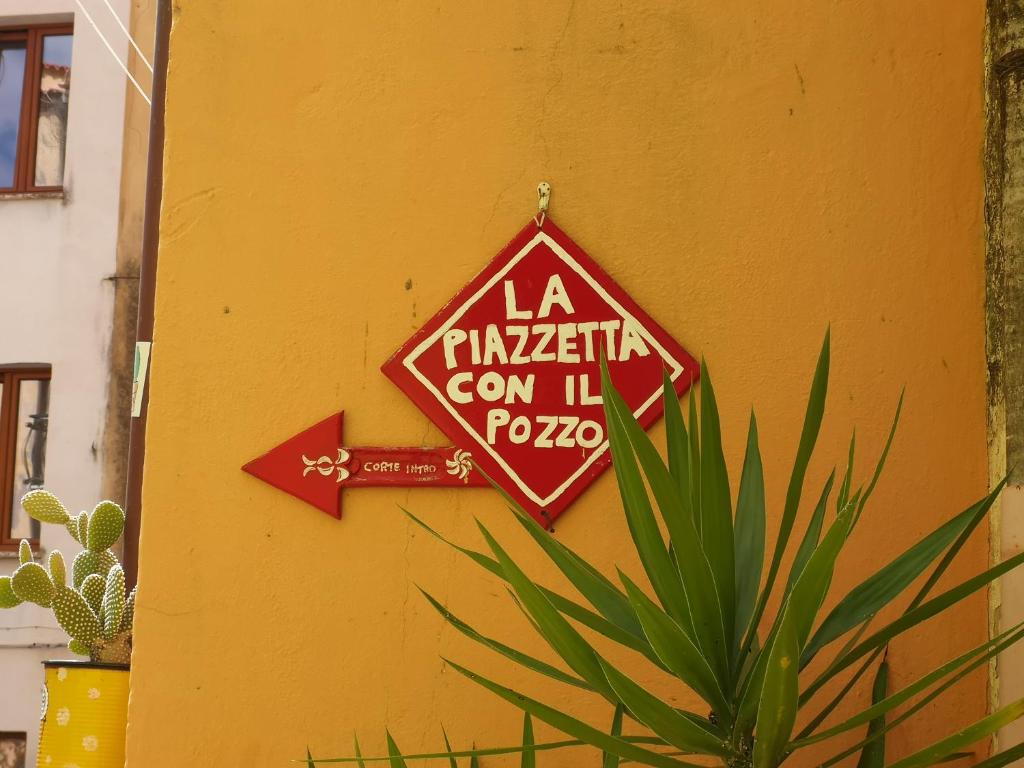 LA
PIAZZETTA
CON IL
POZZO
CORTE INTRO